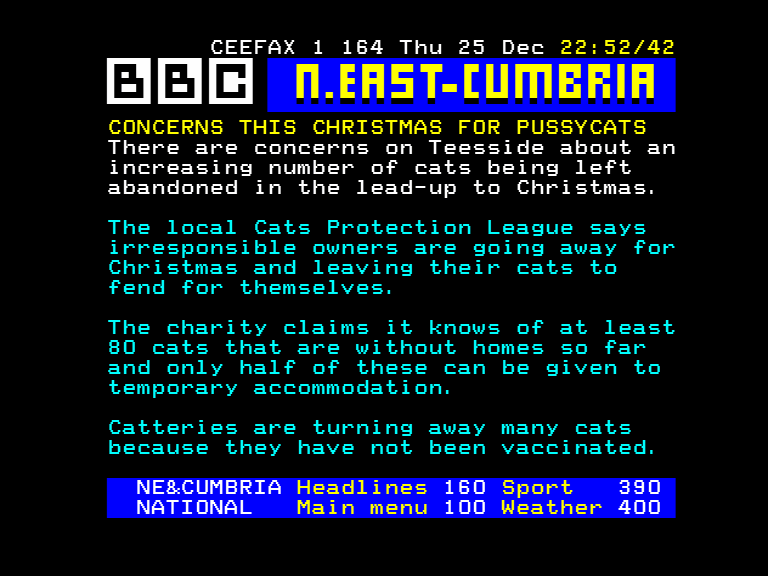 CEEFAX 1 164 Thu 25 Dec 22:52/42
BBC N.EAST-CUMBRIA
CONCERNS THIS CHRISTMAS FOR PUSSYCATS
There are concerns on Teesside about an
increasing number of cats being left
abandoned in the lead-up to Christmas.
The local Cats Protection League says
irresponsible owners are going away for
Christmas and leaving their cats to
fend for themselves.
The charity claims it knows of at least
80 cats that are without homes so far
and only half of these can be given to
temporary accommodation.
Catteries are turning away many cats
because they have not been vaccinated.
NE&CUMBRIA Headlines 160 Sport 390
NATIONAL Main menu 100 Weather 400